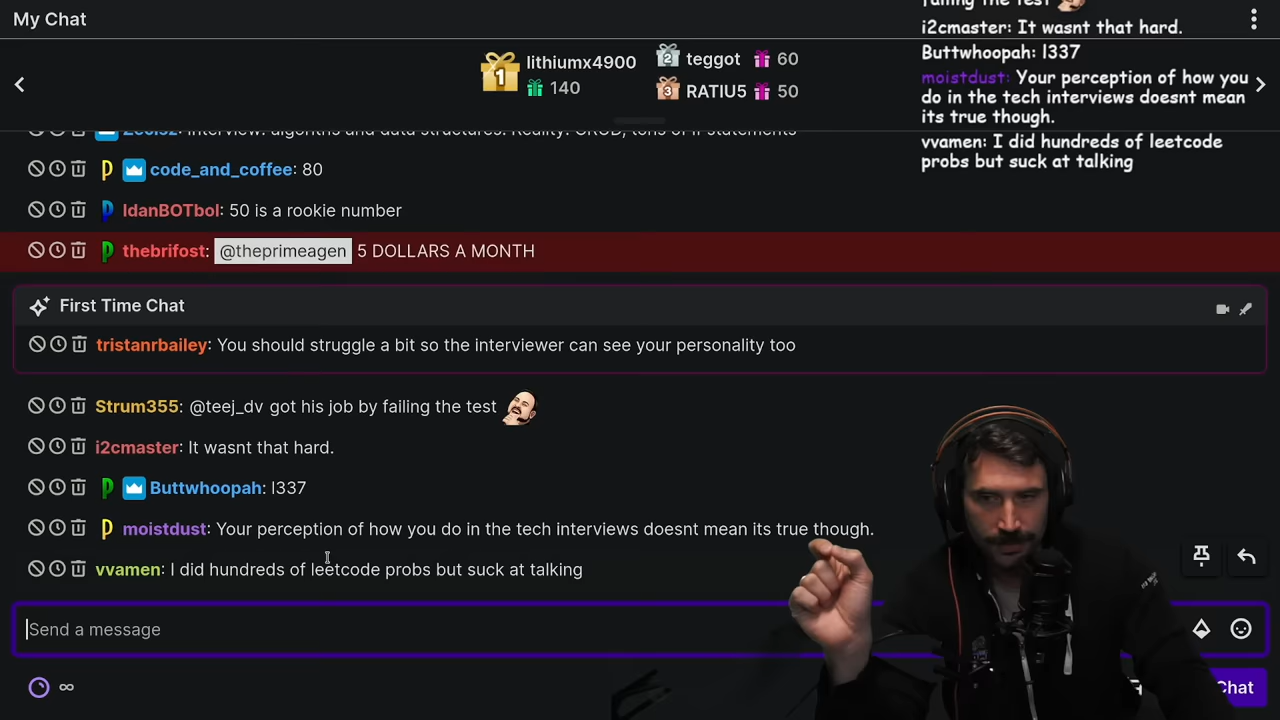 My Chat
lithiumx4900
140
2 teggot 60
3 RATIU5 50
1
i2cmaster: It wasnt that hard.
Buttwhoopah: l337
moistdust: Your perception of how you
do in the tech interviews doesnt mean
its true though.
vvamen: I did hundreds of leetcode
probs but suck at talking
code_and_coffee: 80
IdanBOTbol: 50 is a rookie number
thebrifost: @theprimeagen 5 DOLLARS A MONTH
First Time Chat
tristanrbailey: You should struggle a bit so the interviewer can see your personality too
Strum355: @teej_dv got his job by failing the test
i2cmaster: It wasnt that hard.
Buttwhoopah: l337
moistdust: Your perception of how you do in the tech interviews doesnt mean its true though.
vvamen: I did hundreds of leetcode probs but suck at talking
Send a message
∞
Chat